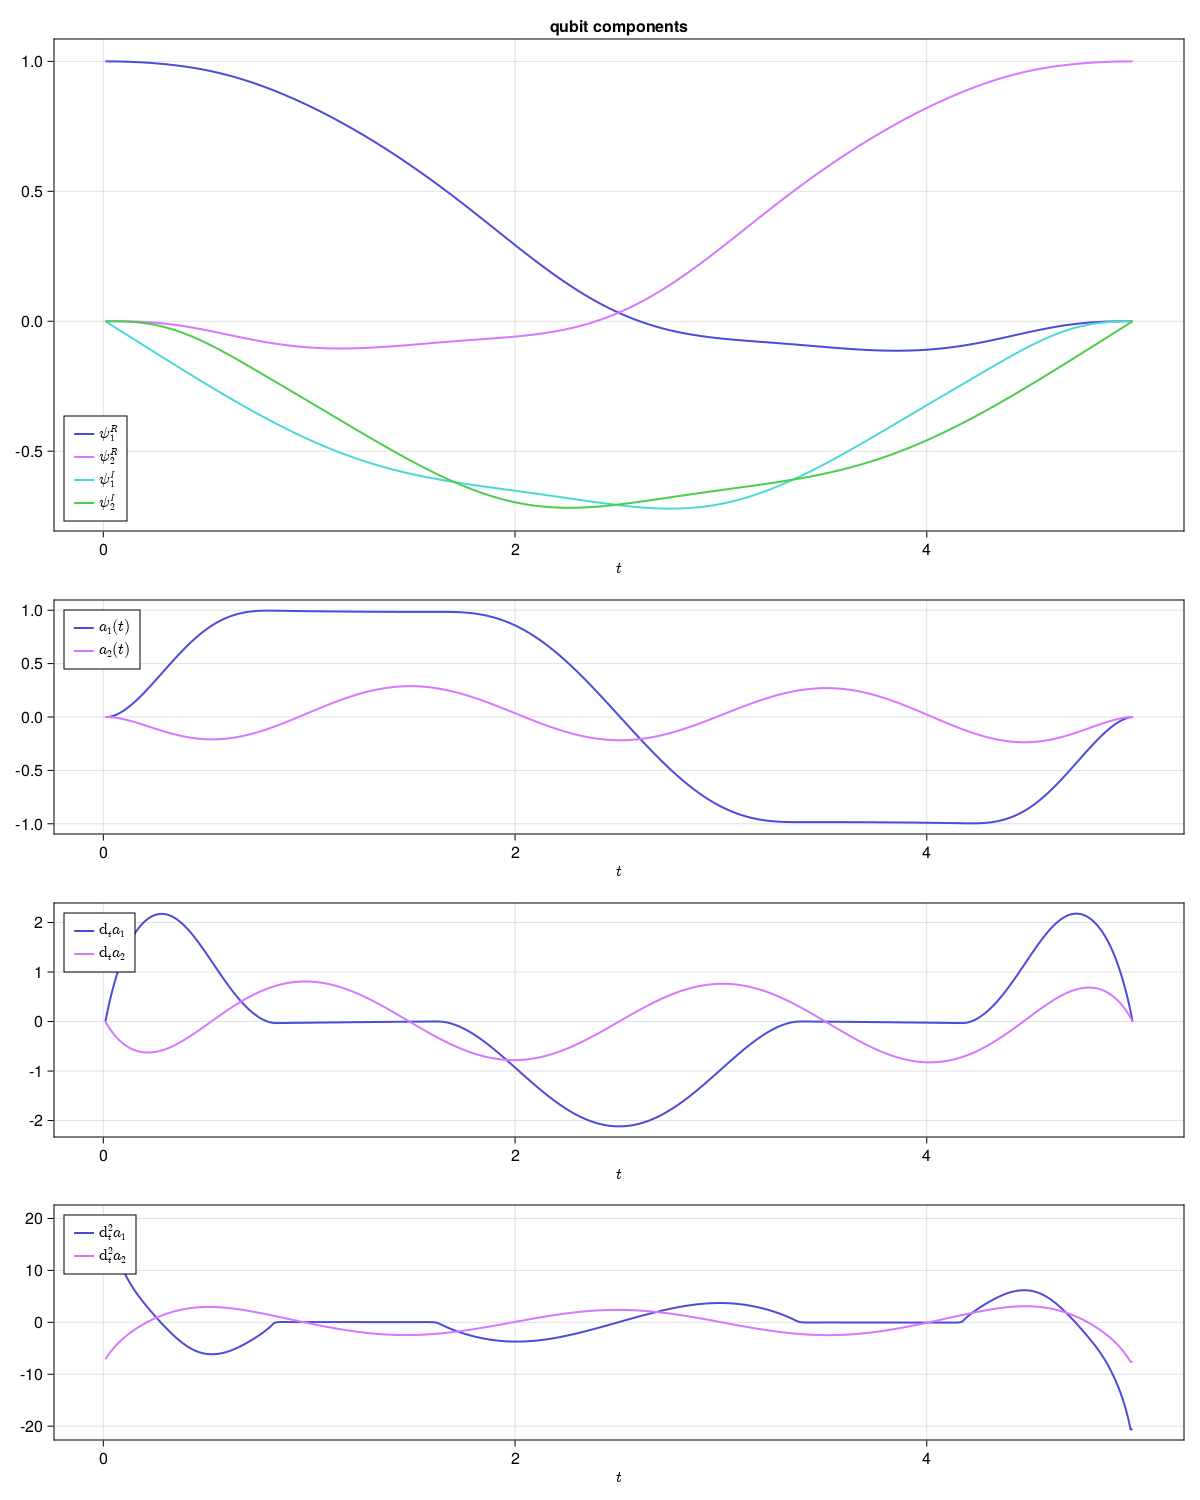 qubit components
1.0
0.5
0.0
-0.5
ψ₁ᴿ
ψ₂ᴿ
ψ₁ᴵ
ψ₂ᴵ
0 2 4
t
1.0
0.5
0.0
-0.5
-1.0
a₁(t)
a₂(t)
0 2 4
t
2
1
0
-1
-2
dₜa₁
dₜa₂
0 2 4
t
20
10
0
-10
-20
dₜ²a₁
dₜ²a₂
0 2 4
t